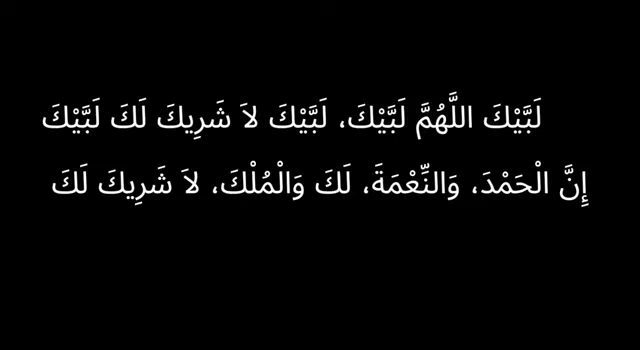 لَبَّيْكَ اللَّهُمَّ لَبَّيْكَ، لَبَّيْكَ لاَ شَرِيكَ لَكَ لَبَّيْكَ
إِنَّ الْحَمْدَ، وَالنِّعْمَةَ، لَكَ وَالْمُلْكَ، لاَ شَرِيكَ لَكَ